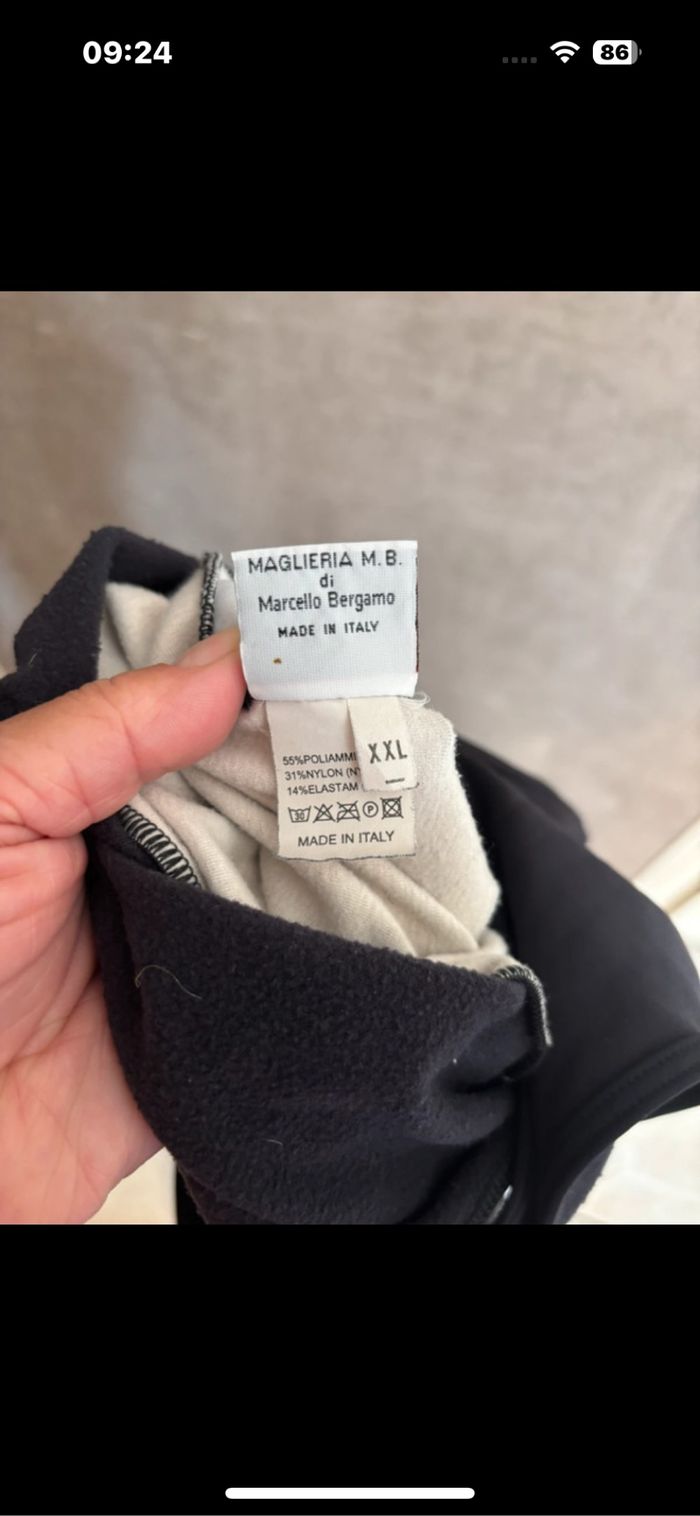 09:24
86
MAGLIERIA M.B.
di
Marcello Bergamo
MADE IN ITALY
XXL
55%POLIAMMI
31%NYLON (N
14%ELASTAM
30
P
MADE IN ITALY